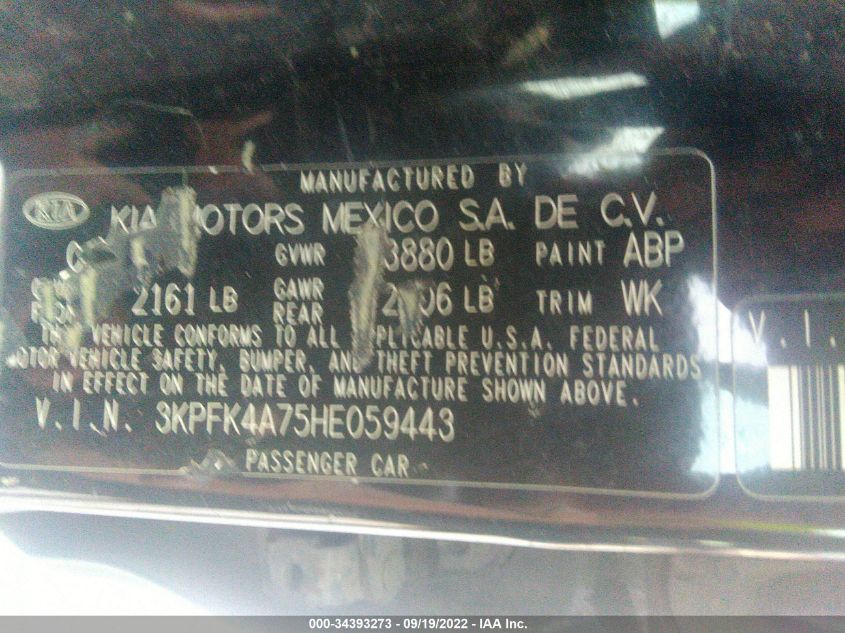 MANUFACTURED BY
KIA KIA MOTORS MEXICO S.A. DE C.V.
GVWR 3880 LB PAINT ABP
2161 LB GAWR REAR LB TRIM WK
THIS VEHICLE CONFORMS TO ALL APPLICABLE U.S.A. FEDERAL
MOTOR VEHICLE SAFETY, BUMPER, AND THEFT PREVENTION STANDARDS
IN EFFECT ON THE DATE OF MANUFACTURE SHOWN ABOVE.
V.I.N. 3KPFK4A75HE059443
PASSENGER CAR
V.I.
000-34393273 - 09/19/2022 - IAA Inc.